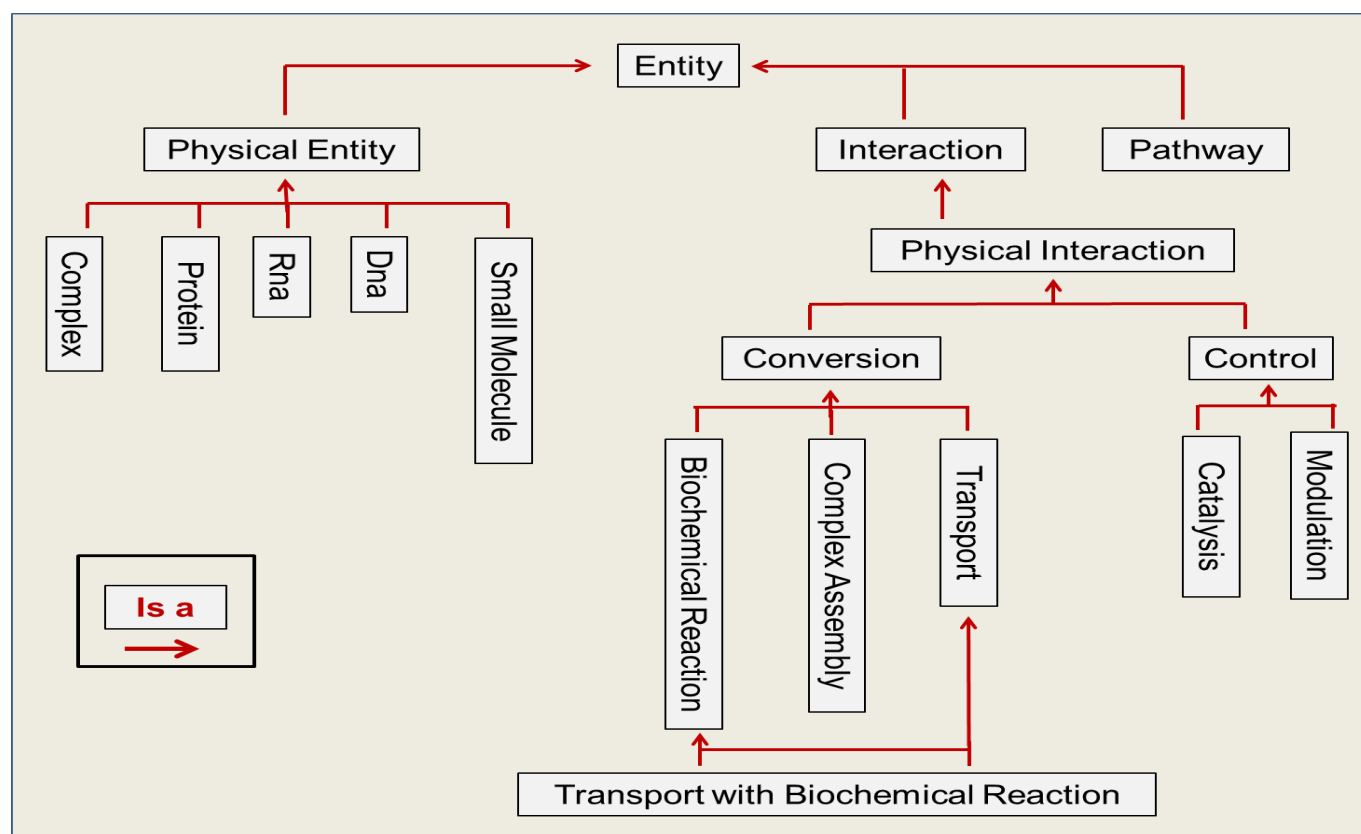 Entity
Physical Entity
Interaction
Pathway
Complex
Protein
Rna
Dna
Small Molecule
Physical Interaction
Conversion
Control
Biochemical Reaction
Complex Assembly
Transport
Catalysis
Modulation
Is a
Transport with Biochemical Reaction